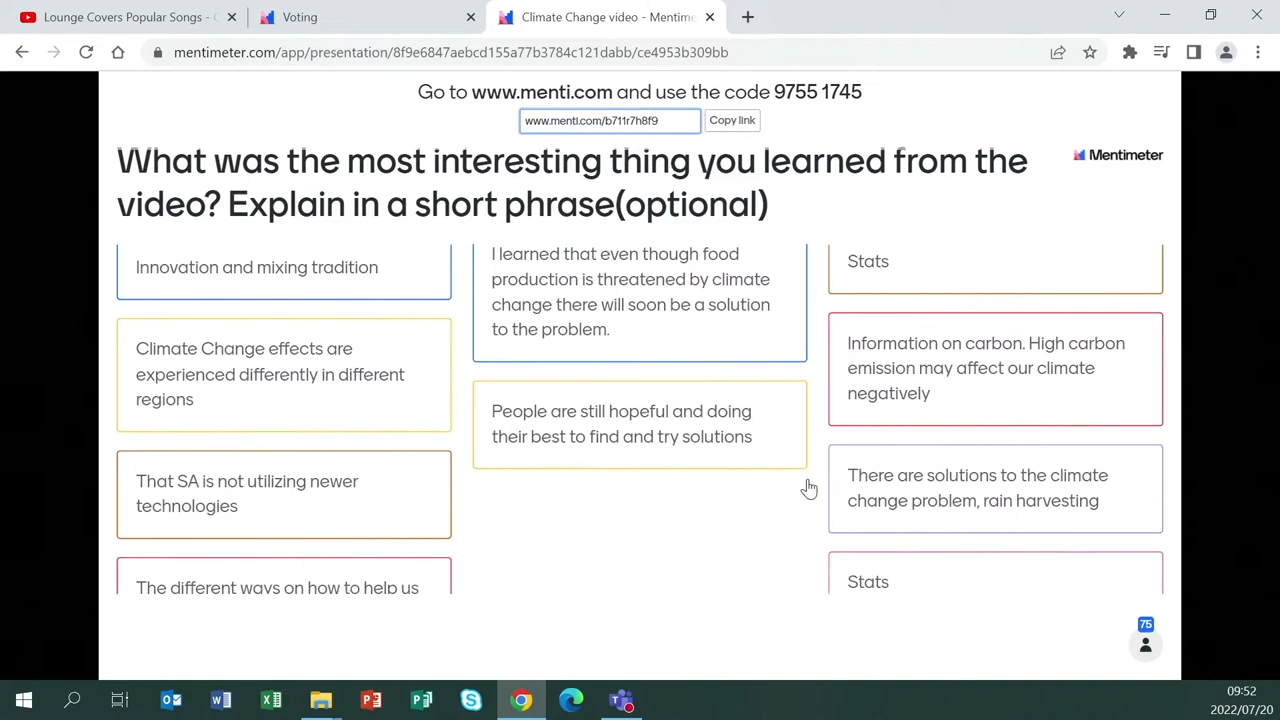 Lounge Covers Popular Songs - C
Voting
Climate Change video - Mentime
mentimeter.com/app/presentation/8f9e6847aebcd155a77b3784c121dabb/ce4953b309bb
Go to www.menti.com and use the code 9755 1745
www.menti.com/b711r7h8f9
Copy link
What was the most interesting thing you learned from the
video? Explain in a short phrase(optional)
Mentimeter
Innovation and mixing tradition
Climate Change effects are
experienced differently in different
regions
That SA is not utilizing newer
technologies
The different ways on how to help us
I learned that even though food
production is threatened by climate
change there will soon be a solution
to the problem.
People are still hopeful and doing
their best to find and try solutions
Stats
Information on carbon. High carbon
emission may affect our climate
negatively
There are solutions to the climate
change problem, rain harvesting
Stats
75
09:52
2022/07/20